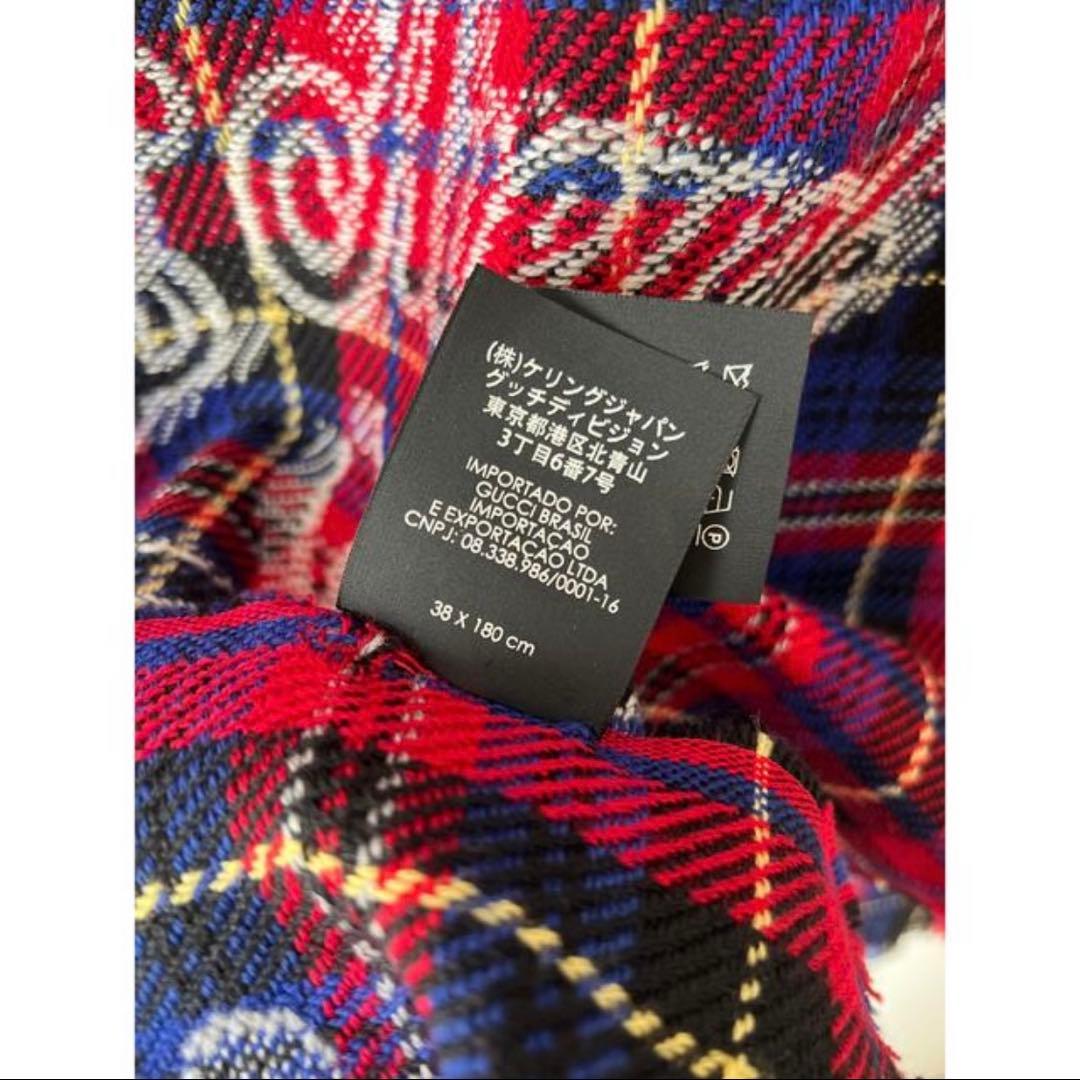 (株)ケリングジャパン
グッチディビジョン
東京都港区北青山
3丁目6番7号
IMPORTADO POR:
GUCCI BRASIL
IMPORTAÇAO
E EXPORTAÇAO LTDA
CNPJ: 08.338.986/0001-16
38 X 180 cm
P